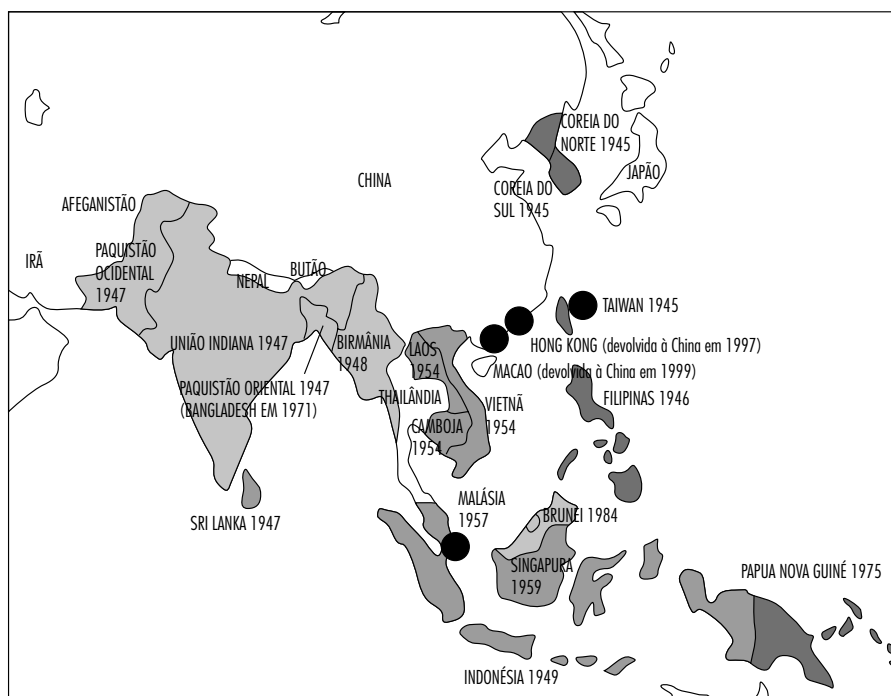 COREIA DO
NORTE 1945
JAPÃO
CHINA
COREIA DO
SUL 1945
AFEGANISTÃO
IRÃ
PAQUISTÃO
OCIDENTAL
1947
NEPAL
BUTÃO
TAIWAN 1945
UNIÃO INDIANA 1947
BIRMÂNIA
1948
LAOS
1954
HONG KONG (devolvida à China em 1997)
MACAO (devolvida à China em 1999)
PAQUISTÃO ORIENTAL 1947
(BANGLADESH EM 1971)
THAILÂNDIA
VIETNÃ
1954
FILIPINAS 1946
CAMBOJA
1954
SRI LANKA 1947
MALÁSIA
1957
BRUNEI 1984
SINGAPURA
1959
PAPUA NOVA GUINÉ 1975
INDONÉSIA 1949